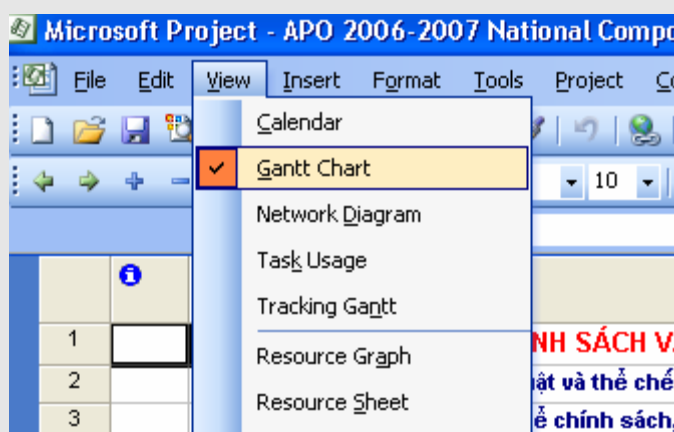 Microsoft Project - APO 2006-2007 National Compo
File Edit View Insert Format Tools Project Co
Calendar
Gantt Chart
10
Network Diagram
Task Usage
Tracking Gantt
1 NH SÁCH V
Resource Graph
2 ật và thể chế
Resource Sheet
3 ể chính sách,